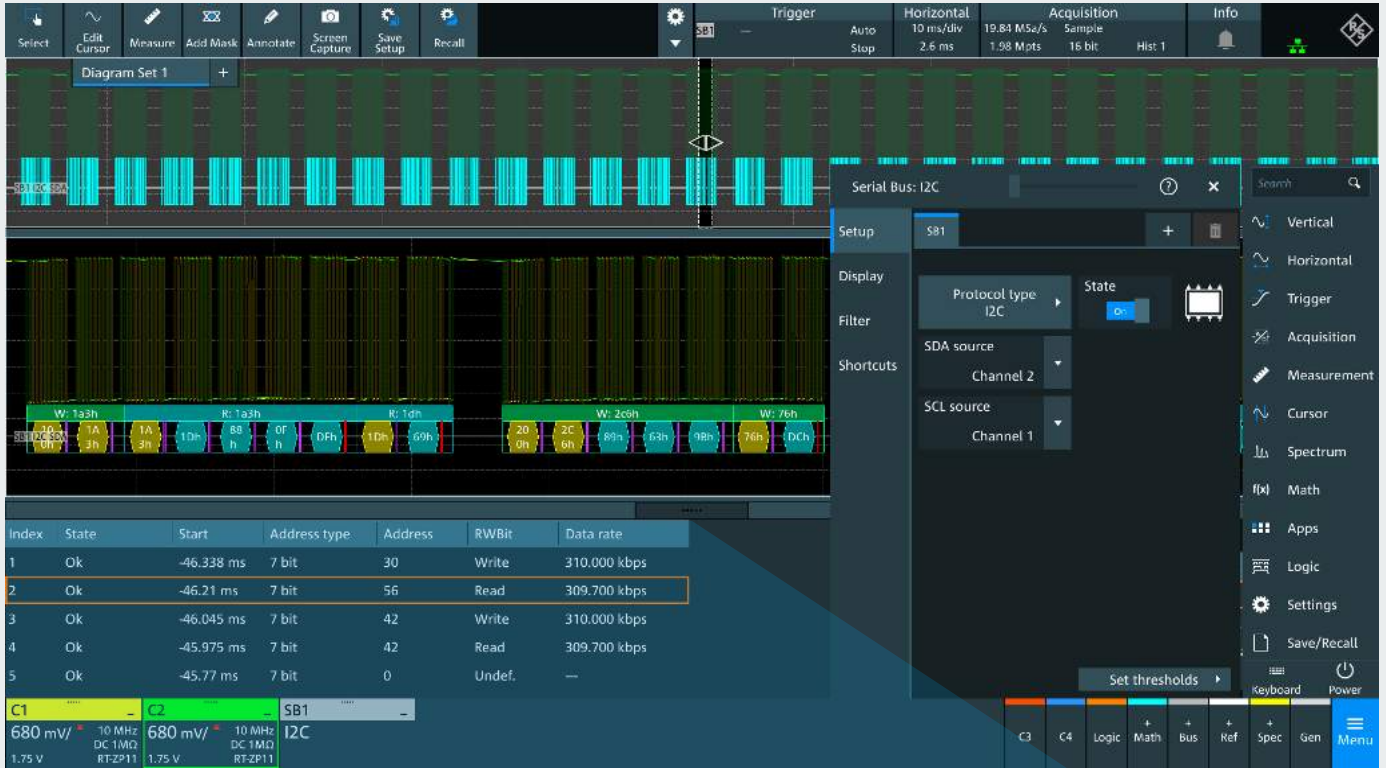 Select
Edit Cursor
Measure
Add Mask
Annotate
Screen Capture
Save Setup
Recall
SB1
Trigger
—
Auto
Stop
Horizontal
10 ms/div
2.6 ms
Acquisition
19.84 MSa/s Sample
1.98 Mpts 16 bit Hist 1
Info
R&S
Diagram Set 1 +
SB1 I2C SDA
W: 1a3h R: 1a3h R: 1dh W: 2c6h W: 76h
SB1 I2C SDA
10 0h 1A 3h 1A 3h 1Dh 88 h 0F h DFh 1Dh 69h 20 0h 2C 6h 89h 63h 9Bh 76h DCh
Index State Start Address type Address RWBit Data rate
1 Ok -46.338 ms 7 bit 30 Write 310.000 kbps
2 Ok -46.21 ms 7 bit 56 Read 309.700 kbps
3 Ok -46.045 ms 7 bit 42 Write 310.000 kbps
4 Ok -45.975 ms 7 bit 42 Read 309.700 kbps
5 Ok -45.77 ms 7 bit 0 Undef. —
Serial Bus: I2C ? ×
Setup
Display
Filter
Shortcuts
SB1 +
Protocol type
I2C
State
On
SDA source
Channel 2
SCL source
Channel 1
Set thresholds
Search
Vertical
Horizontal
Trigger
Acquisition
Measurement
Cursor
Spectrum
f(x) Math
Apps
Logic
Settings
Save/Recall
Keyboard Power
C1
680 mV/ 10 MHz
DC 1MΩ
1.75 V RT-ZP11
C2
680 mV/ 10 MHz
DC 1MΩ
1.75 V RT-ZP11
SB1
I2C
C3
C4
Logic
+ Math
+ Bus
+ Ref
+ Spec
Gen
Menu